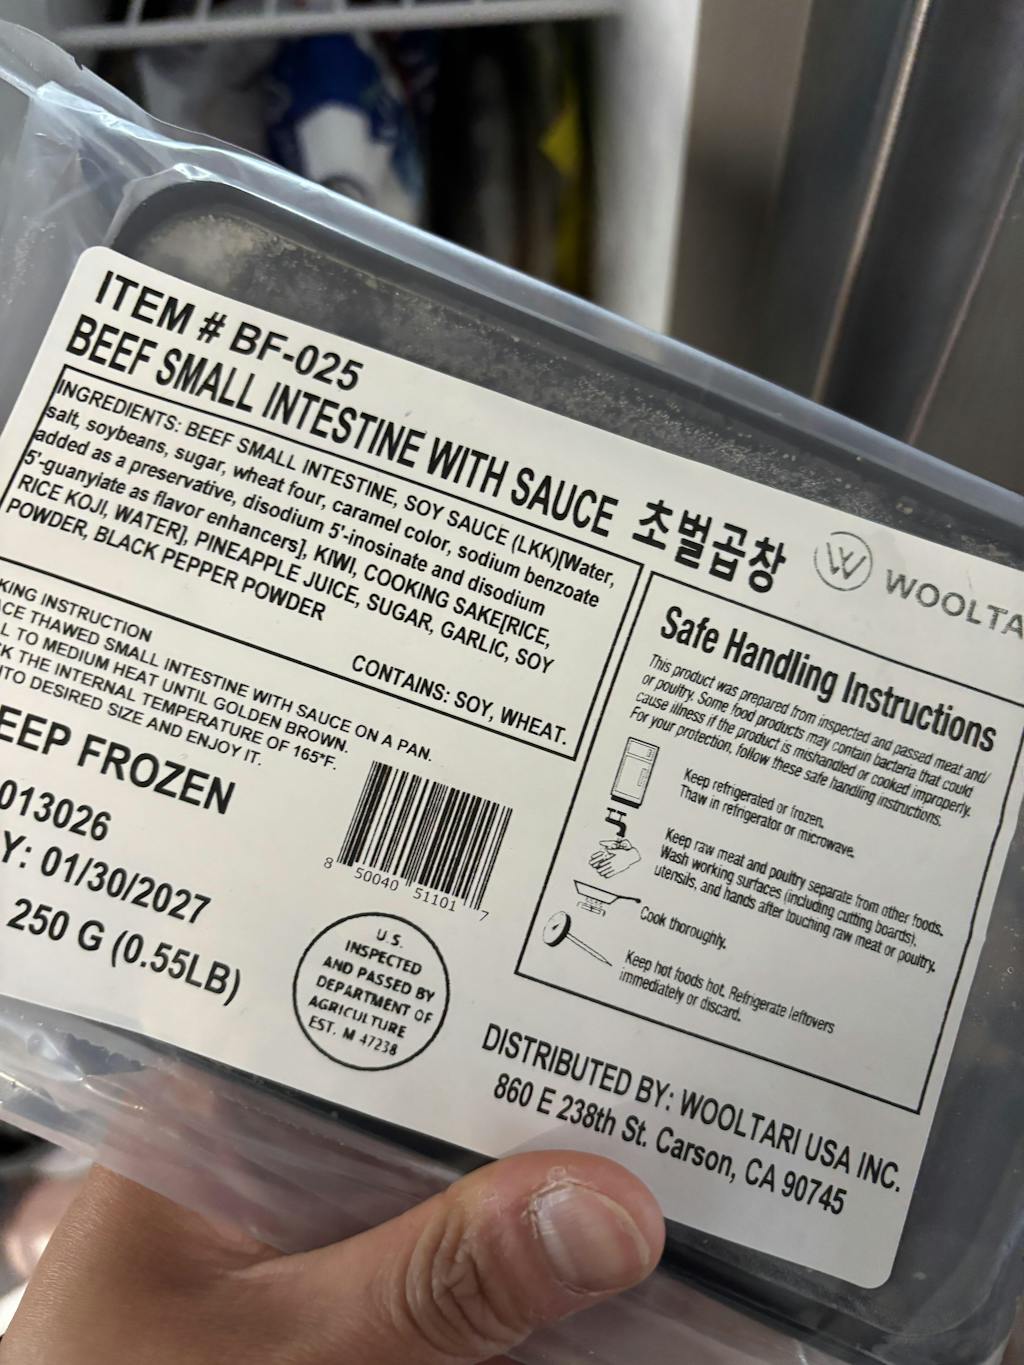 ITEM # BF-025
BEEF SMALL INTESTINE WITH SAUCE 초벌곱창
WOOLTA
INGREDIENTS: BEEF SMALL INTESTINE, SOY SAUCE (LKK)[Water,
salt, soybeans, sugar, wheat four, caramel color, sodium benzoate
added as a preservative, disodium 5'-inosinate and disodium
5'-guanylate as flavor enhancers], KIWI, COOKING SAKE[RICE,
RICE KOJI, WATER], PINEAPPLE JUICE, SUGAR, GARLIC, SOY
POWDER, BLACK PEPPER POWDER
CONTAINS: SOY, WHEAT.
KING INSTRUCTION
ACE THAWED SMALL INTESTINE WITH SAUCE ON A PAN.
L TO MEDIUM HEAT UNTIL GOLDEN BROWN.
K THE INTERNAL TEMPERATURE OF 165°F.
NTO DESIRED SIZE AND ENJOY IT.
EEP FROZEN
013026
Y: 01/30/2027
250 G (0.55LB)
8 50040 51101 7
U.S.
INSPECTED
AND PASSED BY
DEPARTMENT OF
AGRICULTURE
EST. M 47238
Safe Handling Instructions
This product was prepared from inspected and passed meat and/
or poultry. Some food products may contain bacteria that could
cause illness if the product is mishandled or cooked improperly.
For your protection, follow these safe handling instructions.
Keep refrigerated or frozen.
Thaw in refrigerator or microwave.
Keep raw meat and poultry separate from other foods.
Wash working surfaces (including cutting boards),
utensils, and hands after touching raw meat or poultry.
Cook thoroughly.
Keep hot foods hot. Refrigerate leftovers
immediately or discard.
DISTRIBUTED BY: WOOLTARI USA INC.
860 E 238th St. Carson, CA 90745